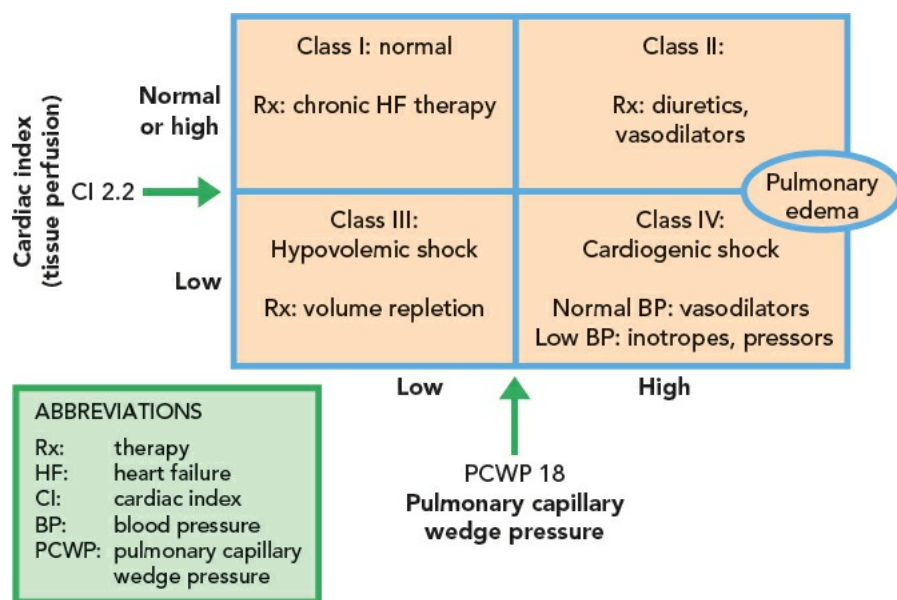 Cardiac index
(tissue perfusion)
CI 2.2
Normal
or high
Low
Class I: normal
Rx: chronic HF therapy
Class II:
Rx: diuretics,
vasodilators
Pulmonary
edema
Class III:
Hypovolemic shock
Rx: volume repletion
Class IV:
Cardiogenic shock
Normal BP: vasodilators
Low BP: inotropes, pressors
Low
High
PCWP 18
Pulmonary capillary
wedge pressure
ABBREVIATIONS
Rx: therapy
HF: heart failure
CI: cardiac index
BP: blood pressure
PCWP: pulmonary capillary
wedge pressure